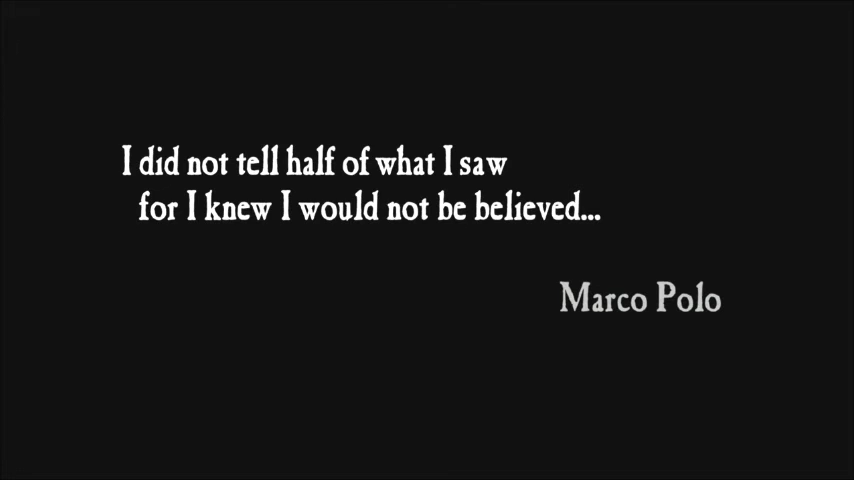 I did not tell half of what I saw
for I knew I would not be believed...
Marco Polo